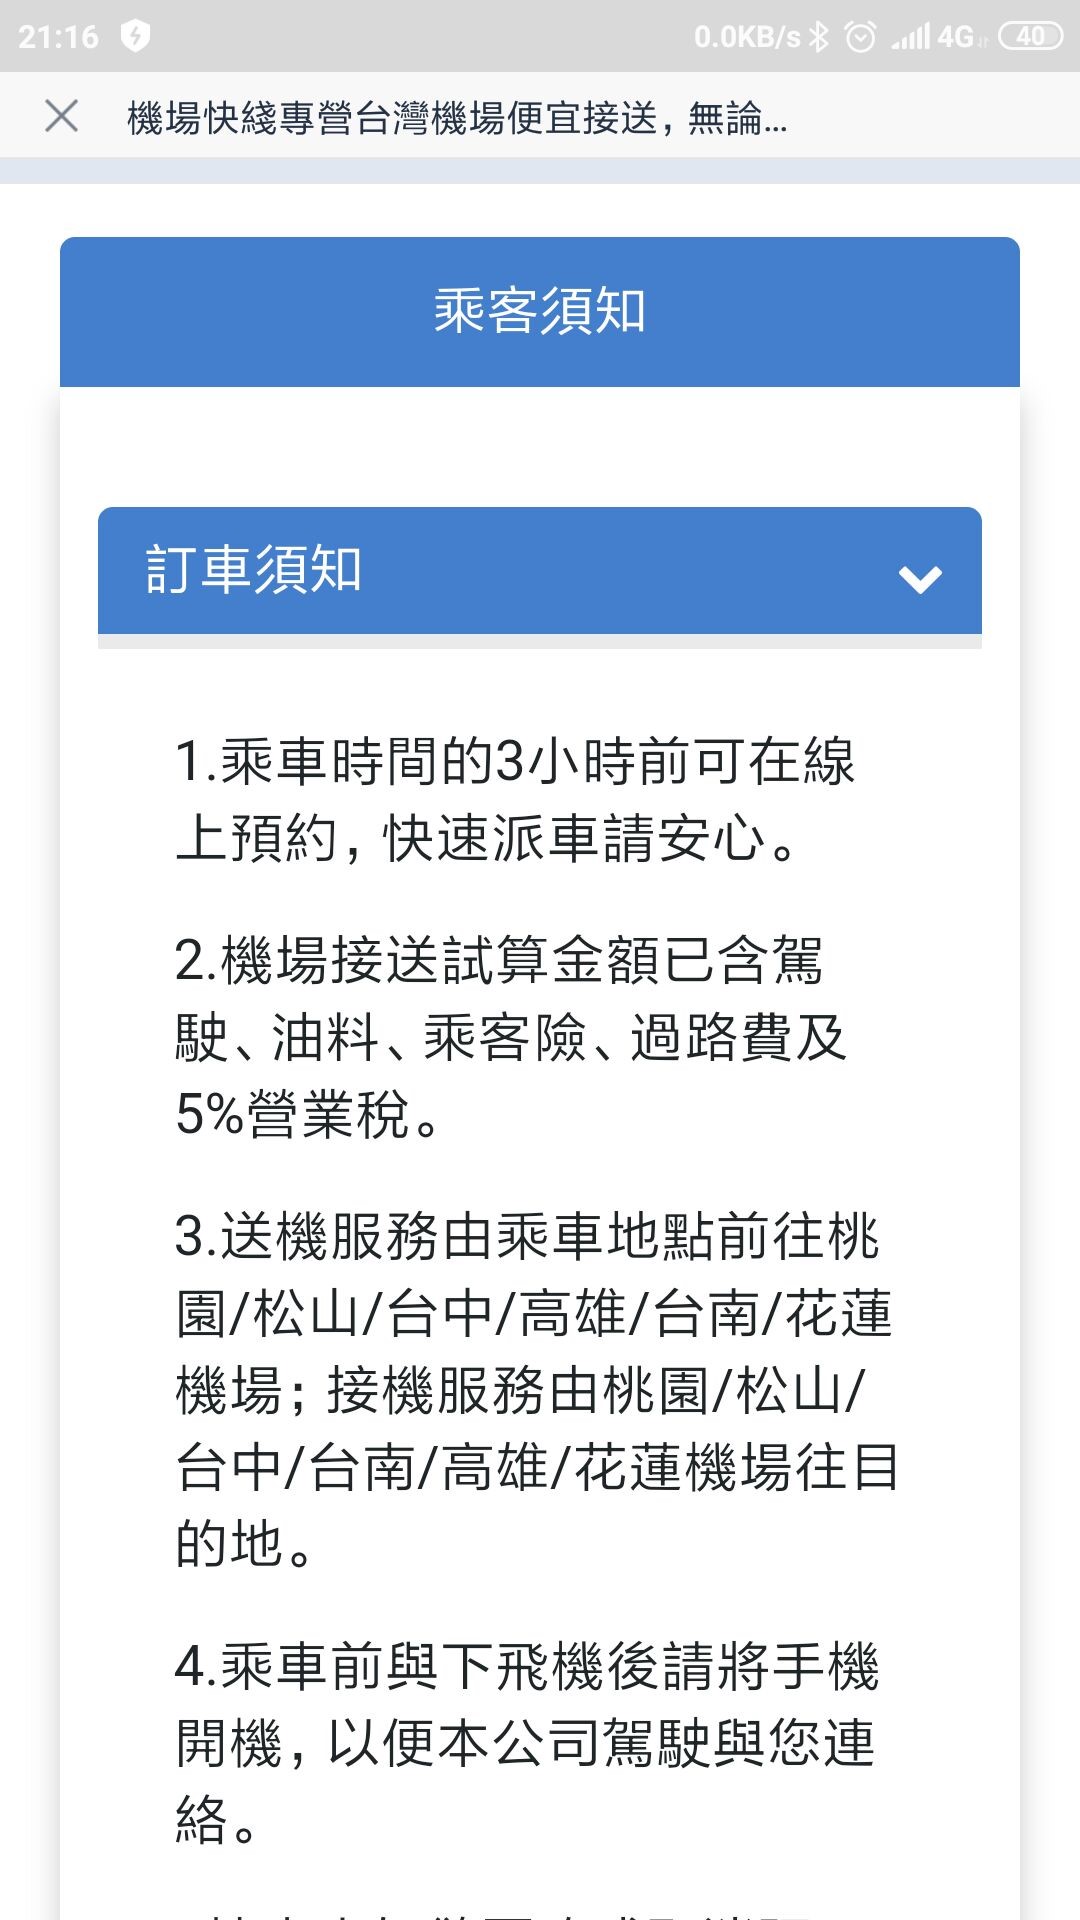 21:16
0.0KB/s 4G 40
機場快綫專營台灣機場便宜接送，無論...
乘客須知
訂車須知
1.乘車時間的3小時前可在線
上預約，快速派車請安心。
2.機場接送試算金額已含駕
駛、油料、乘客險、過路費及
5%營業稅。
3.送機服務由乘車地點前往桃
園/松山/台中/高雄/台南/花蓮
機場；接機服務由桃園/松山/
台中/台南/高雄/花蓮機場往目
的地。
4.乘車前與下飛機後請將手機
開機，以便本公司駕駛與您連
絡。